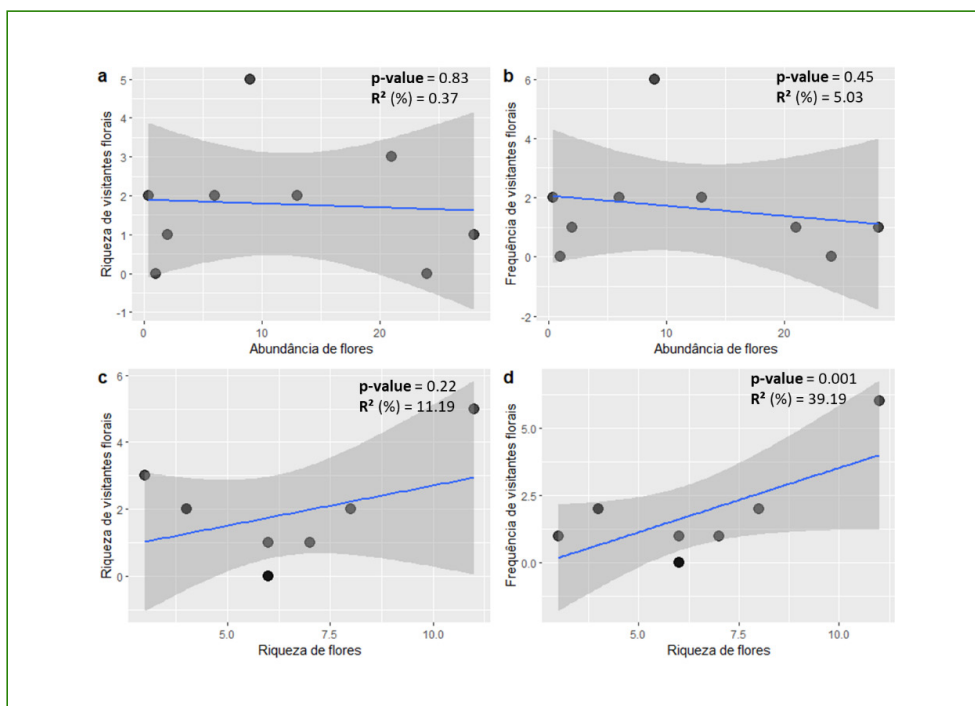 a
p-value = 0.83
R² (%) = 0.37
5
4
3
2
1
0
-1
Riqueza de visitantes florais
0
10
20
Abundância de flores
b
p-value = 0.45
R² (%) = 5.03
6
4
2
0
-2
Frequência de visitantes florais
0
10
20
Abundância de flores
c
p-value = 0.22
R² (%) = 11.19
6
4
2
0
Riqueza de visitantes florais
5.0
7.5
10.0
Riqueza de flores
d
p-value = 0.001
R² (%) = 39.19
5.0
2.5
0.0
Frequência de visitantes florais
5.0
7.5
10.0
Riqueza de flores